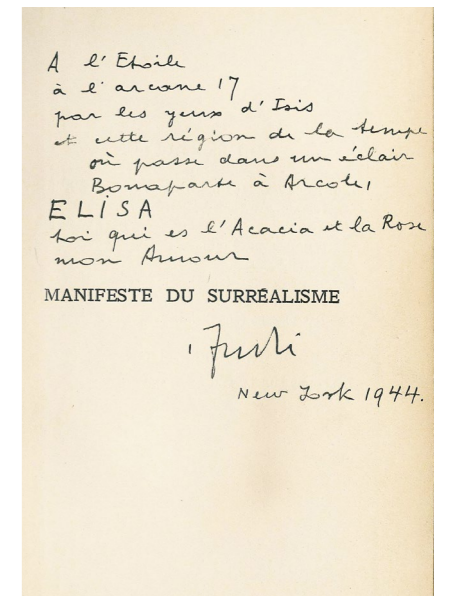 A l'Etoile
à l'arcane 17
par les yeux d'Isis
et cette région de la tempe
où passe dans un éclair
Bonaparte à Arcole,
ELISA
toi qui es l'Acacia et la Rose
mon Amour
MANIFESTE DU SURRÉALISME
New York 1944.